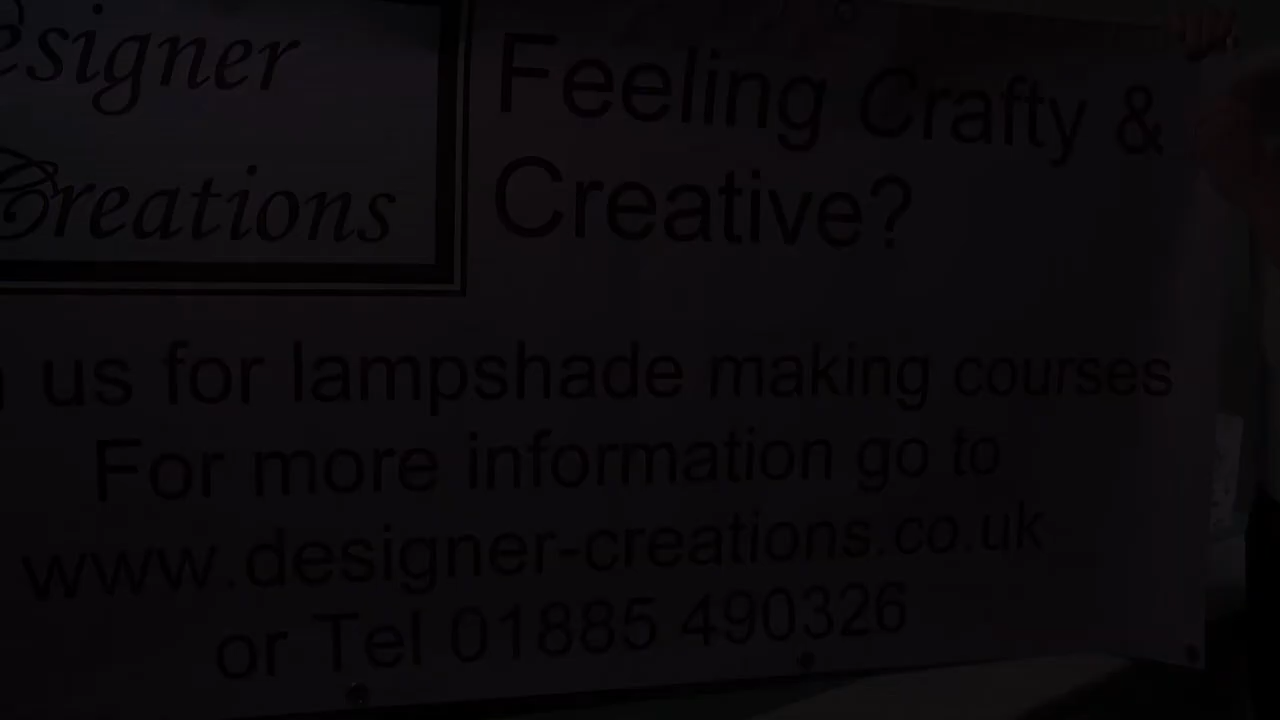 esigner
Creations
Feeling Crafty &
Creative?
us for lampshade making courses
For more information go to
www.designer-creations.co.uk
or Tel 01885 490326